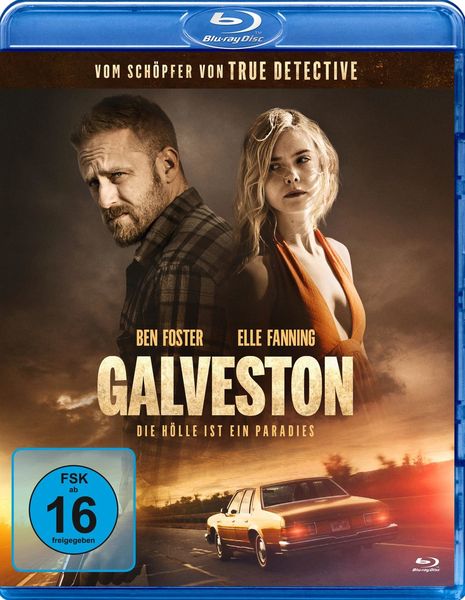 Blu-ray Disc
VOM SCHÖPFER VON TRUE DETECTIVE
BEN FOSTER ELLE FANNING
GALVESTON
DIE HÖLLE IST EIN PARADIES
FSK
ab
16
freigegeben
Blu-ray Disc